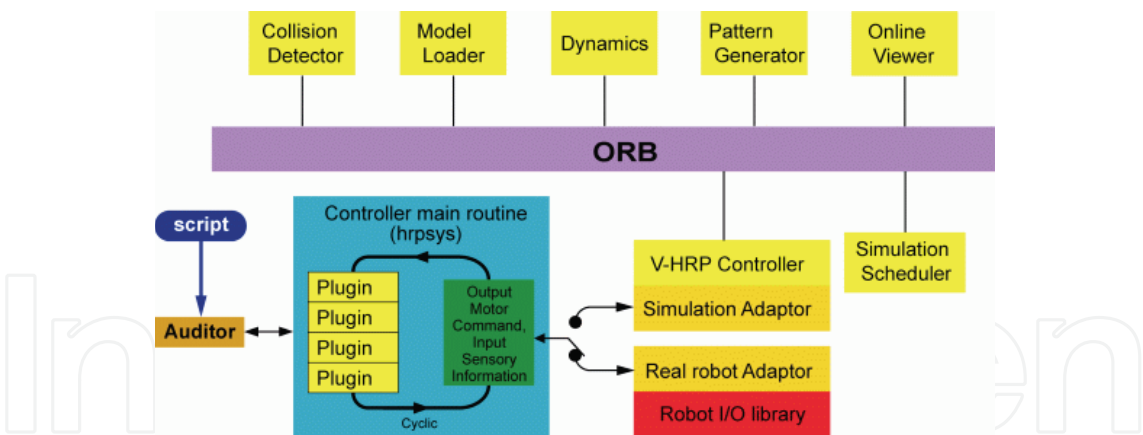 Collision
Detector
Model
Loader
Dynamics
Pattern
Generator
Online
Viewer
ORB
script
Auditor
Controller main routine
(hrpsys)
Plugin
Plugin
Plugin
Plugin
Output
Motor
Command,
Input
Sensory
Information
Cyclic
V-HRP Controller
Simulation Adaptor
Real robot Adaptor
Robot I/O library
Simulation
Scheduler